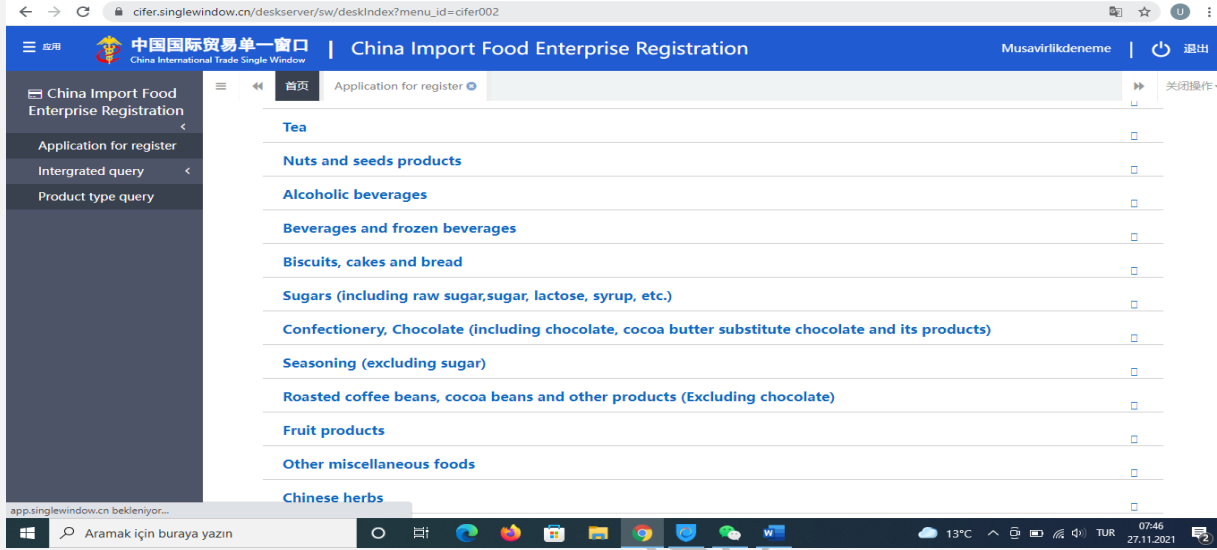 cifer.singlewindow.cn/deskserver/sw/deskIndex?menu_id=cifer002
U
应用
中国国际贸易单一窗口
China International Trade Single Window
| China Import Food Enterprise Registration
Musavirlikdeneme | 退出
China Import Food
Enterprise Registration
Application for register
Intergrated query
Product type query
首页
Application for register
关闭操作
Tea
Nuts and seeds products
Alcoholic beverages
Beverages and frozen beverages
Biscuits, cakes and bread
Sugars (including raw sugar,sugar, lactose, syrup, etc.)
Confectionery, Chocolate (including chocolate, cocoa butter substitute chocolate and its products)
Seasoning (excluding sugar)
Roasted coffee beans, cocoa beans and other products (Excluding chocolate)
Fruit products
Other miscellaneous foods
Chinese herbs
app.singlewindow.cn bekleniyor...
Aramak için buraya yazın
13°C
TUR
07:46
27.11.2021
2